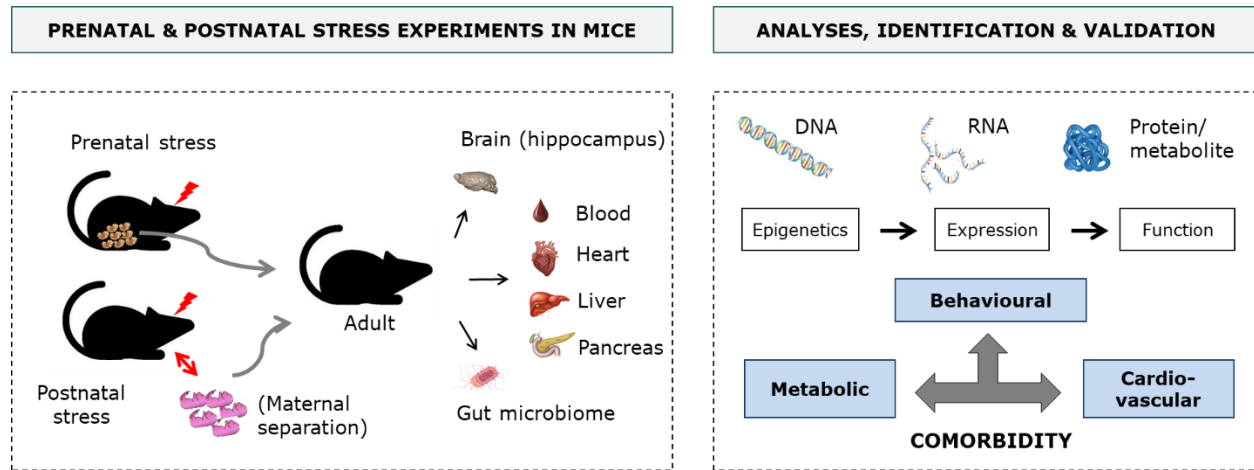 PRENATAL & POSTNATAL STRESS EXPERIMENTS IN MICE
Prenatal stress
Postnatal
stress
(Maternal
separation)
Adult
Brain (hippocampus)
Blood
Heart
Liver
Pancreas
Gut microbiome
ANALYSES, IDENTIFICATION & VALIDATION
DNA
RNA
Protein/
metabolite
Epigenetics
Expression
Function
Behavioural
Metabolic
Cardio-
vascular
COMORBIDITY